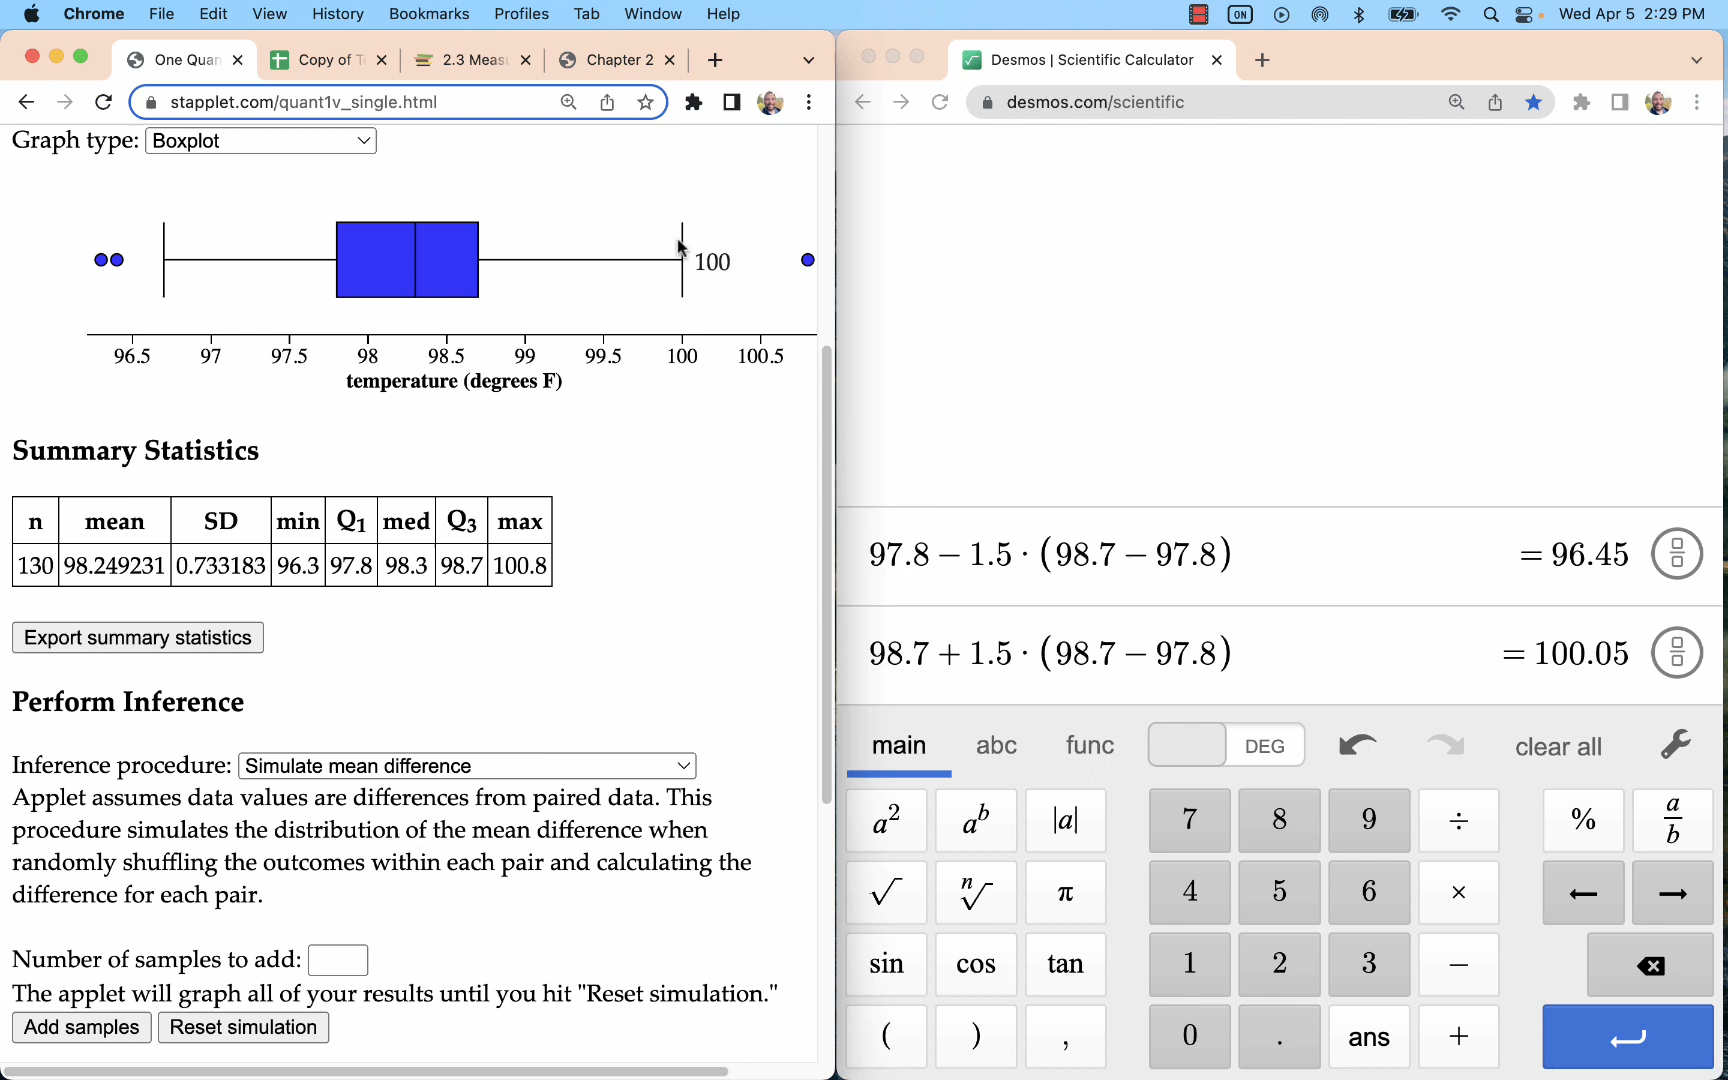 Chrome File Edit View History Bookmarks Profiles Tab Window Help ON Wed Apr 5 2:29 PM
One Quan Copy of T 2.3 Meas Chapter 2
stapplet.com/quant1v_single.html
Graph type: Boxplot
100
96.5 97 97.5 98 98.5 99 99.5 100 100.5
temperature (degrees F)
Summary Statistics
n mean SD min Q1 med Q3 max
130 98.249231 0.733183 96.3 97.8 98.3 98.7 100.8
Export summary statistics
Perform Inference
Inference procedure: Simulate mean difference
Applet assumes data values are differences from paired data. This
procedure simulates the distribution of the mean difference when
randomly shuffling the outcomes within each pair and calculating the
difference for each pair.
Number of samples to add:
The applet will graph all of your results until you hit "Reset simulation."
Add samples Reset simulation
Desmos | Scientific Calculator
desmos.com/scientific
97.8 − 1.5 · (98.7 − 97.8) = 96.45
98.7 + 1.5 · (98.7 − 97.8) = 100.05
main abc func DEG clear all
a² aᵇ |a| 7 8 9 ÷ % a/b
√ ⁿ√ π 4 5 6 × ← →
sin cos tan 1 2 3 −
( ) , 0 . ans +